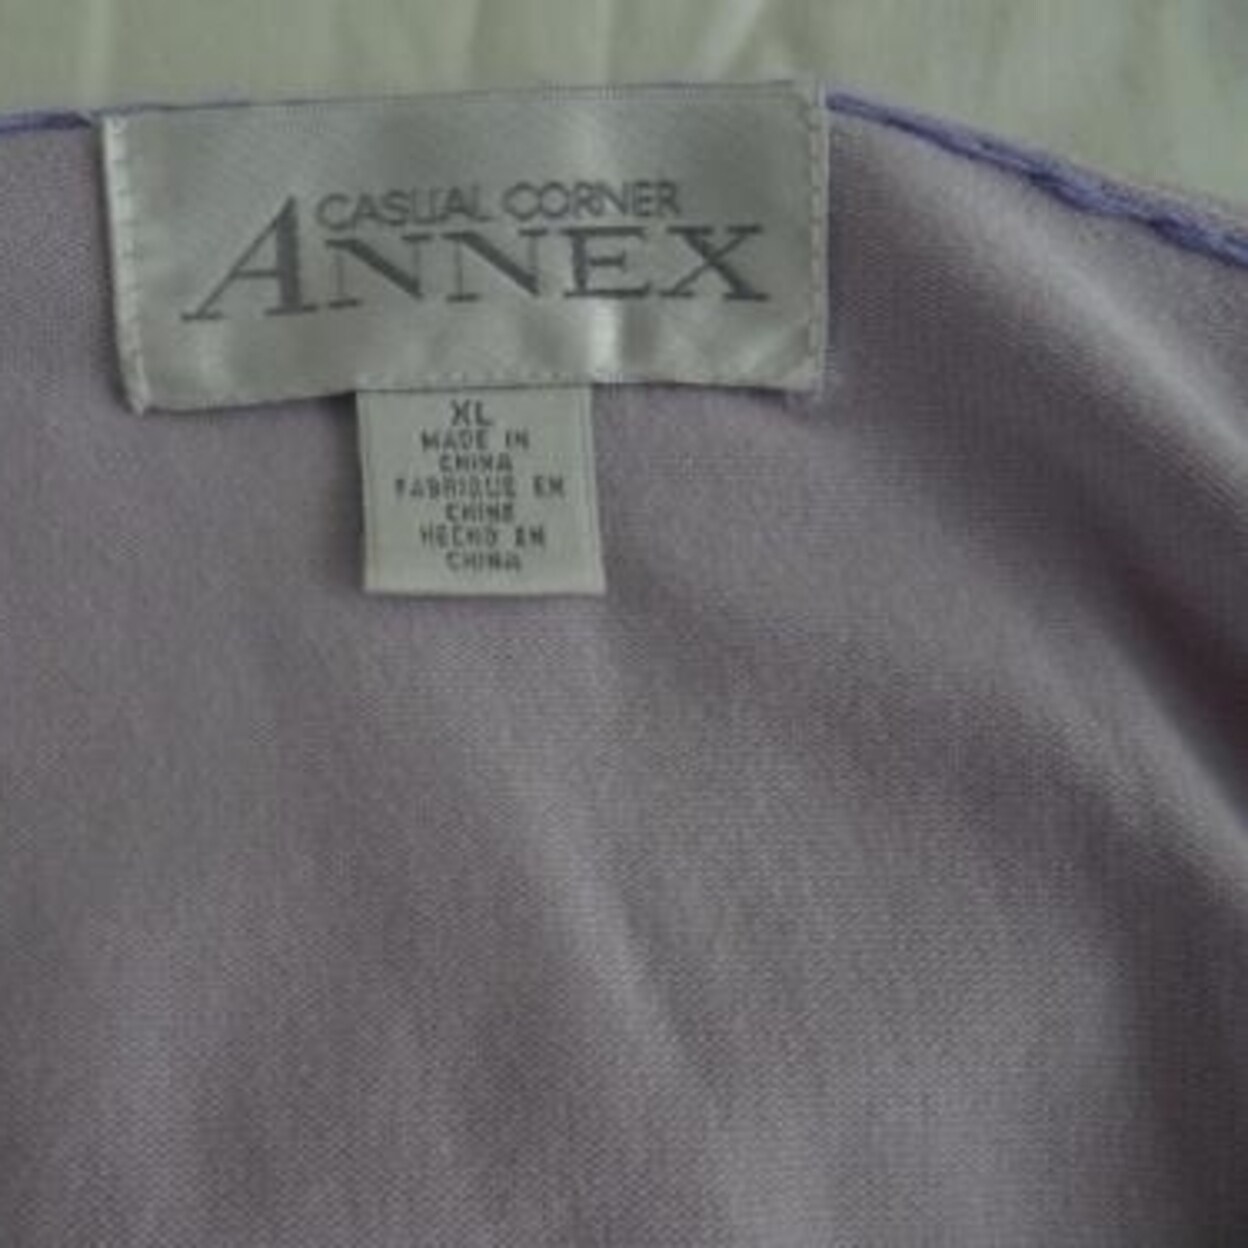 CASUAL CORNER
ANNEX
XL
MADE IN
CHINA
FABRIQUE EN
CHINE
HECHO EN
CHINA